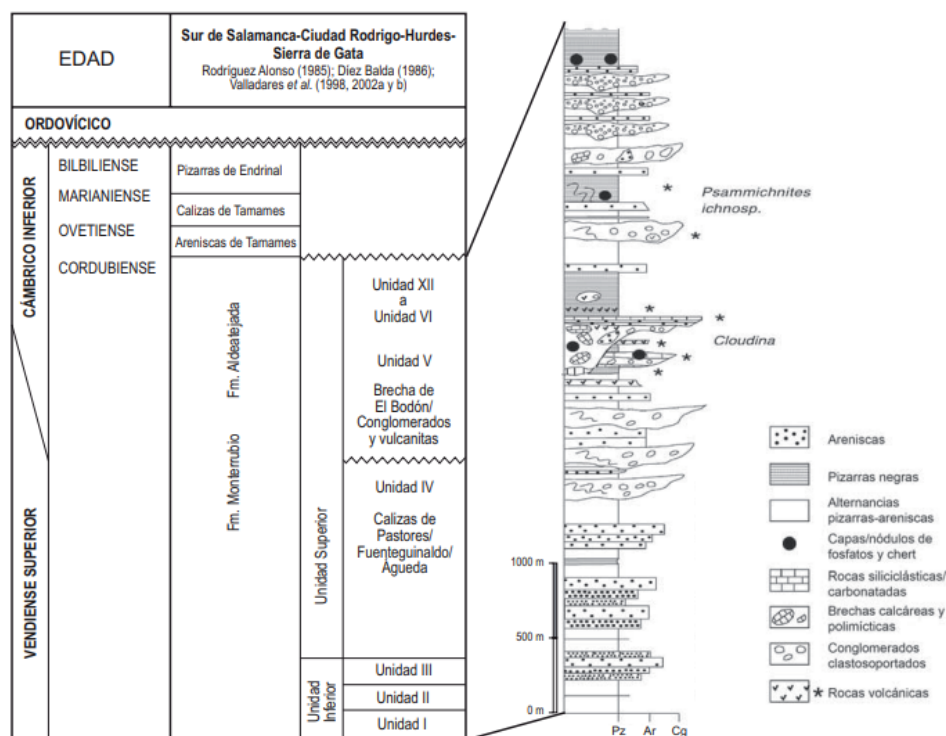 EDAD
Sur de Salamanca-Ciudad Rodrigo-Hurdes-
Sierra de Gata
Rodríguez Alonso (1985); Díez Balda (1986);
Valladares et al. (1998, 2002a y b)
ORDOVÍCICO
CÁMBRICO INFERIOR
VENDIENSE SUPERIOR
BILBILIENSE
MARIANIENSE
OVETIENSE
CORDUBIENSE
Pizarras de Endrinal
Calizas de Tamames
Areniscas de Tamames
Fm. Aldeatejada
Fm. Monterrubio
Unidad Superior
Unidad
Inferior
Unidad XII
a
Unidad VI
Unidad V
Brecha de
El Bodón/
Conglomerados
y vulcanitas
Unidad IV
Calizas de
Pastores/
Fuenteguinaldo/
Águeda
Unidad III
Unidad II
Unidad I
1000 m
500 m
0 m
Pz Ar Cg
*
Psammichnites
ichnosp.
*
*
*
Cloudina
*
*
*
Areniscas
Pizarras negras
Alternancias
pizarras-areniscas
Capas/nódulos de
fosfatos y chert
Rocas siliciclásticas/
carbonatadas
Brechas calcáreas y
polimícticas
Conglomerados
clastosoportados
* Rocas volcánicas